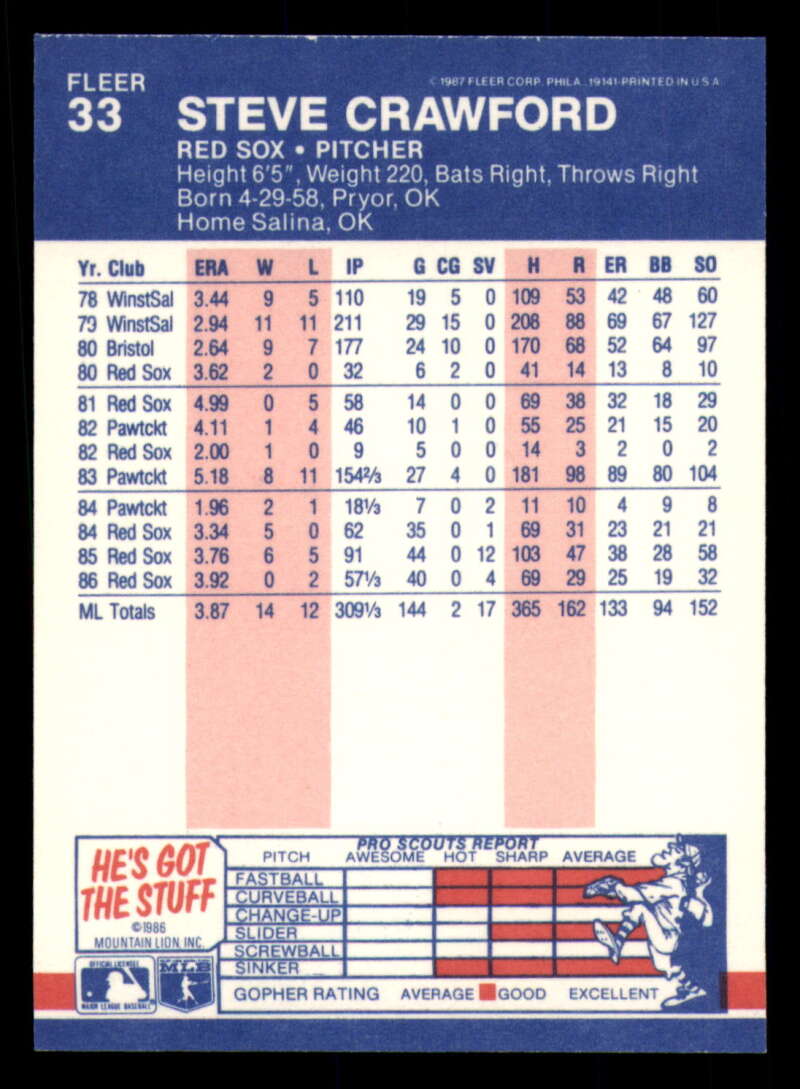 FLEER
© 1987 FLEER CORP. PHILA., 19141-PRINTED IN U S A
33 STEVE CRAWFORD
RED SOX • PITCHER
Height 6'5", Weight 220, Bats Right, Throws Right
Born 4-29-58, Pryor, OK
Home Salina, OK
Yr. Club ERA W L IP G CG SV H R ER BB SO
78 WinstSal 3.44 9 5 110 19 5 0 109 53 42 48 60
79 WinstSal 2.94 11 11 211 29 15 0 208 88 69 67 127
80 Bristol 2.64 9 7 177 24 10 0 170 68 52 64 97
80 Red Sox 3.62 2 0 32 6 2 0 41 14 13 8 10
81 Red Sox 4.99 0 5 58 14 0 0 69 38 32 18 29
82 Pawtckt 4.11 1 4 46 10 1 0 55 25 21 15 20
82 Red Sox 2.00 1 0 9 5 0 0 14 3 2 0 2
83 Pawtckt 5.18 8 11 154⅔ 27 4 0 181 98 89 80 104
84 Pawtckt 1.96 2 1 18⅓ 7 0 2 11 10 4 9 8
84 Red Sox 3.34 5 0 62 35 0 1 69 31 23 21 21
85 Red Sox 3.76 6 5 91 44 0 12 103 47 38 28 58
86 Red Sox 3.92 0 2 57⅓ 40 0 4 69 29 25 19 32
ML Totals 3.87 14 12 309⅓ 144 2 17 365 162 133 94 152
HE'S GOT
THE STUFF
©1986
MOUNTAIN LION, INC.
OFFICIAL LICENSEE
MAJOR LEAGUE BASEBALL
MLB
PRO SCOUTS REPORT
PITCH AWESOME HOT SHARP AVERAGE
FASTBALL
CURVEBALL
CHANGE-UP
SLIDER
SCREWBALL
SINKER
GOPHER RATING AVERAGE GOOD EXCELLENT